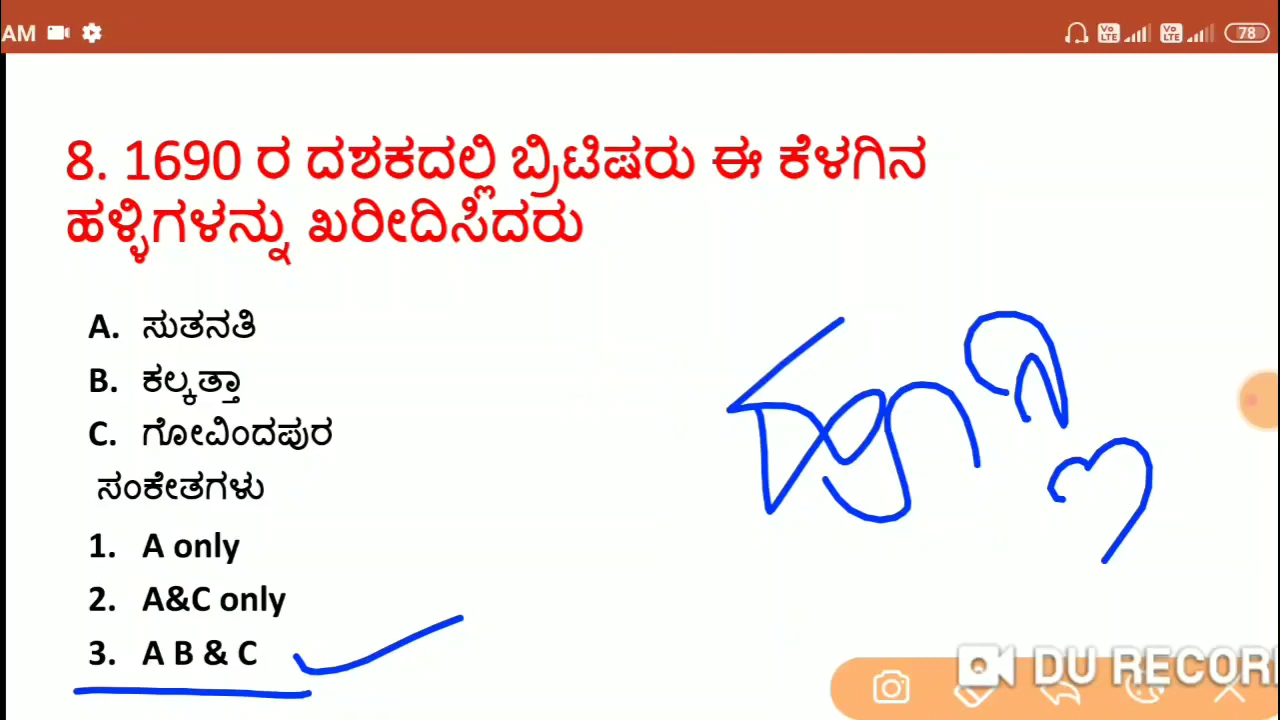 AM
78
8. 1690 ರ ದಶಕದಲ್ಲಿ ಬ್ರಿಟಿಷರು ಈ ಕೆಳಗಿನ
ಹಳ್ಳಿಗಳನ್ನು ಖರೀದಿಸಿದರು
A. ಸುತನತಿ
B. ಕಲ್ಕತ್ತಾ
C. ಗೋವಿಂದಪುರ
ಸಂಕೇತಗಳು
1. A only
2. A&C only
3. A B & C
DU RECOR